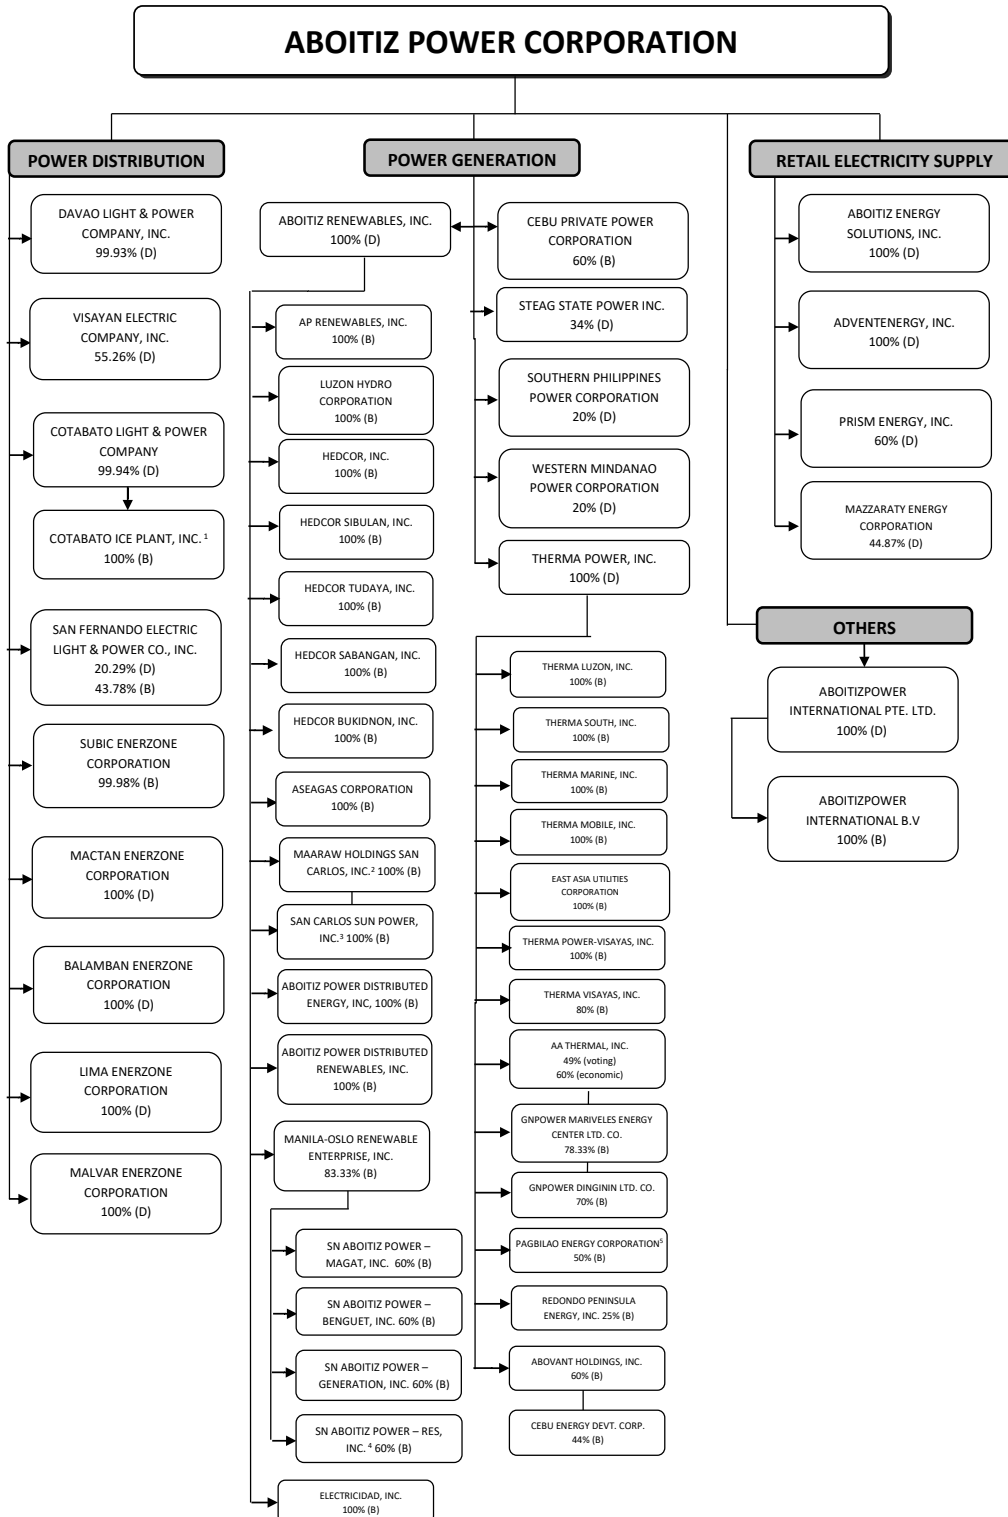 ABOITIZ POWER CORPORATION
POWER DISTRIBUTION
DAVAO LIGHT & POWER
COMPANY, INC.
99.93% (D)
VISAYAN ELECTRIC
COMPANY, INC.
55.26% (D)
COTABATO LIGHT & POWER
COMPANY
99.94% (D)
COTABATO ICE PLANT, INC. 1
100% (B)
SAN FERNANDO ELECTRIC
LIGHT & POWER CO., INC.
20.29% (D)
43.78% (B)
SUBIC ENERZONE
CORPORATION
99.98% (B)
MACTAN ENERZONE
CORPORATION
100% (D)
BALAMBAN ENERZONE
CORPORATION
100% (D)
LIMA ENERZONE
CORPORATION
100% (D)
MALVAR ENERZONE
CORPORATION
100% (D)
POWER GENERATION
ABOITIZ RENEWABLES, INC.
100% (D)
AP RENEWABLES, INC.
100% (B)
LUZON HYDRO
CORPORATION
100% (B)
HEDCOR, INC.
100% (B)
HEDCOR SIBULAN, INC.
100% (B)
HEDCOR TUDAYA, INC.
100% (B)
HEDCOR SABANGAN, INC.
100% (B)
HEDCOR BUKIDNON, INC.
100% (B)
ASEAGAS CORPORATION
100% (B)
MAARAW HOLDINGS SAN
CARLOS, INC.2 100% (B)
SAN CARLOS SUN POWER,
INC.3 100% (B)
ABOITIZ POWER DISTRIBUTED
ENERGY, INC, 100% (B)
ABOITIZ POWER DISTRIBUTED
RENEWABLES, INC.
100% (B)
MANILA-OSLO RENEWABLE
ENTERPRISE, INC.
83.33% (B)
SN ABOITIZ POWER –
MAGAT, INC. 60% (B)
SN ABOITIZ POWER –
BENGUET, INC. 60% (B)
SN ABOITIZ POWER –
GENERATION, INC. 60% (B)
SN ABOITIZ POWER – RES,
INC. 4 60% (B)
ELECTRICIDAD, INC.
100% (B)
CEBU PRIVATE POWER
CORPORATION
60% (B)
STEAG STATE POWER INC.
34% (D)
SOUTHERN PHILIPPINES
POWER CORPORATION
20% (D)
WESTERN MINDANAO
POWER CORPORATION
20% (D)
THERMA POWER, INC.
100% (D)
THERMA LUZON, INC.
100% (B)
THERMA SOUTH, INC.
100% (B)
THERMA MARINE, INC.
100% (B)
THERMA MOBILE, INC.
100% (B)
EAST ASIA UTILITIES
CORPORATION
100% (B)
THERMA POWER-VISAYAS, INC.
100% (B)
THERMA VISAYAS, INC.
80% (B)
AA THERMAL, INC.
49% (voting)
60% (economic)
GNPOWER MARIVELES ENERGY
CENTER LTD. CO.
78.33% (B)
GNPOWER DINGININ LTD. CO.
70% (B)
PAGBILAO ENERGY CORPORATION5
50% (B)
REDONDO PENINSULA
ENERGY, INC. 25% (B)
ABOVANT HOLDINGS, INC.
60% (B)
CEBU ENERGY DEVT. CORP.
44% (B)
RETAIL ELECTRICITY SUPPLY
ABOITIZ ENERGY
SOLUTIONS, INC.
100% (D)
ADVENTENERGY, INC.
100% (D)
PRISM ENERGY, INC.
60% (D)
MAZZARATY ENERGY
CORPORATION
44.87% (D)
OTHERS
ABOITIZPOWER
INTERNATIONAL PTE. LTD.
100% (D)
ABOITIZPOWER
INTERNATIONAL B.V
100% (B)